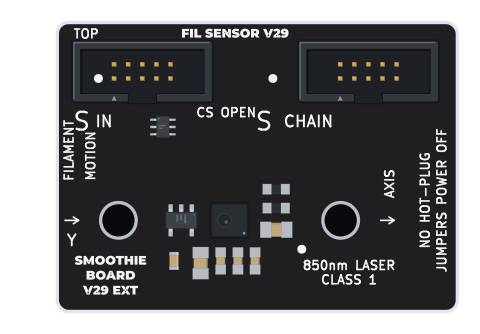 TOP
FIL SENSOR V29
S IN
CS OPEN
S CHAIN
FILAMENT
MOTION
AXIS
NO HOT-PLUG
JUMPERS POWER OFF
Y
SMOOTHIE
BOARD
V29 EXT
850nm LASER
CLASS 1